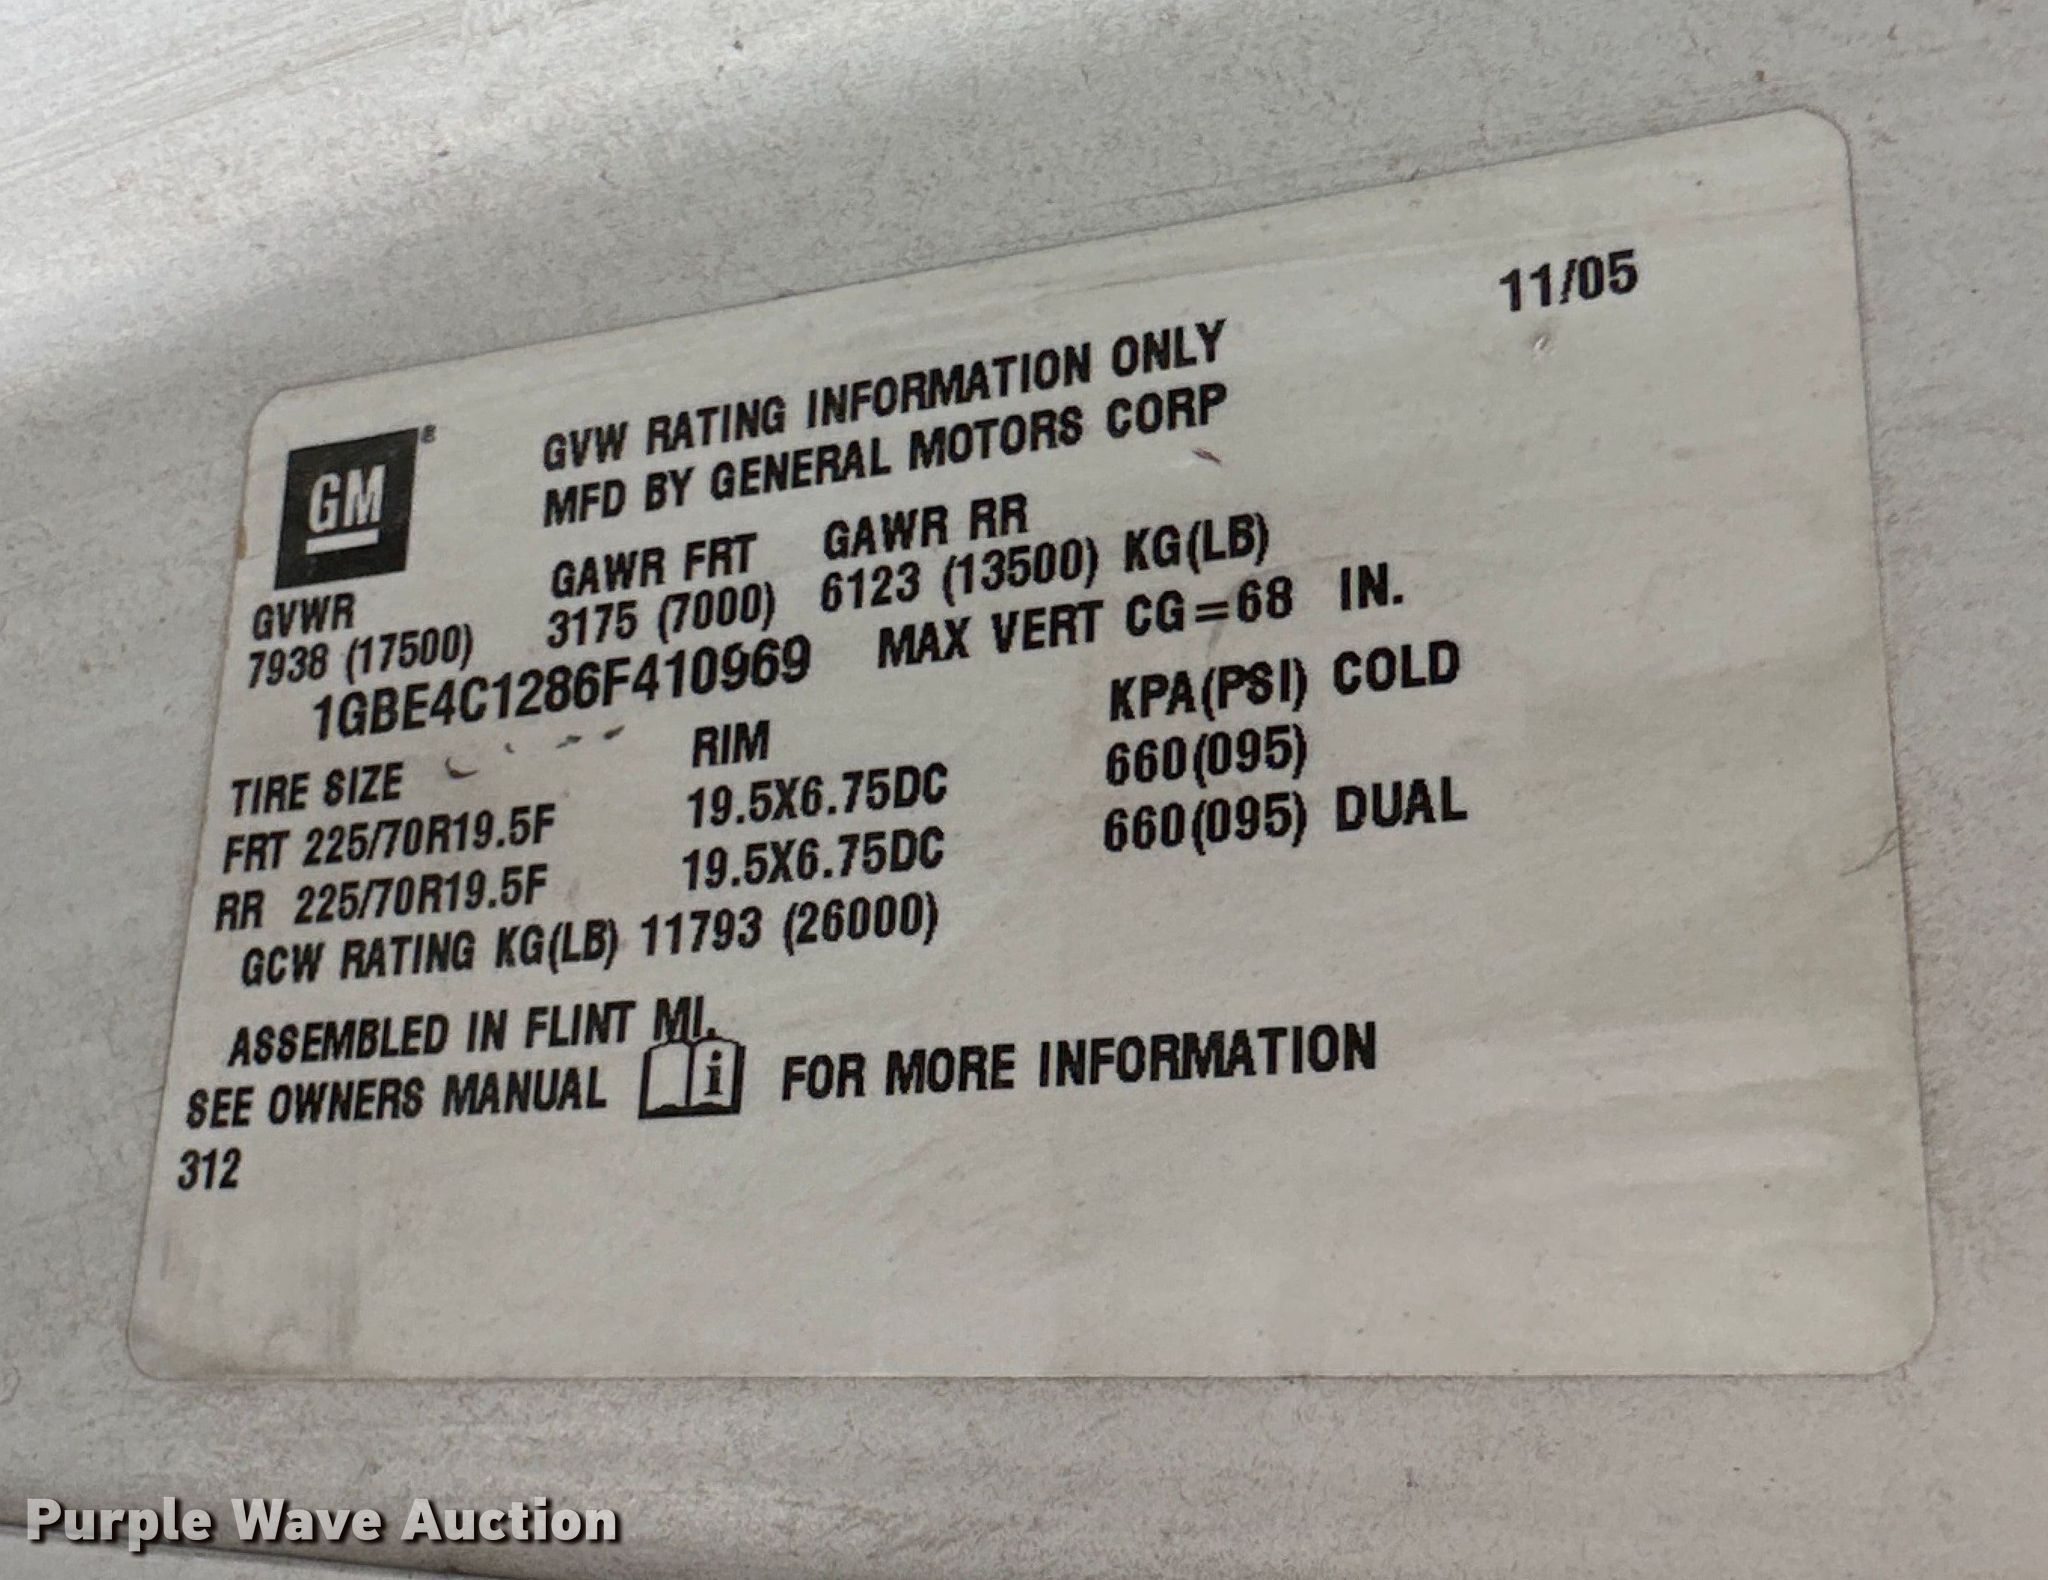 11/05
GM®
GVW RATING INFORMATION ONLY
MFD BY GENERAL MOTORS CORP
GVWR GAWR FRT GAWR RR
7938 (17500) 3175 (7000) 6123 (13500) KG(LB)
1GBE4C1286F410969 MAX VERT CG=68 IN.
TIRE SIZE RIM KPA(PSI) COLD
FRT 225/70R19.5F 19.5X6.75DC 660(095)
RR 225/70R19.5F 19.5X6.75DC 660(095) DUAL
GCW RATING KG(LB) 11793 (26000)
ASSEMBLED IN FLINT MI.
SEE OWNERS MANUAL i FOR MORE INFORMATION
312
Purple Wave Auction